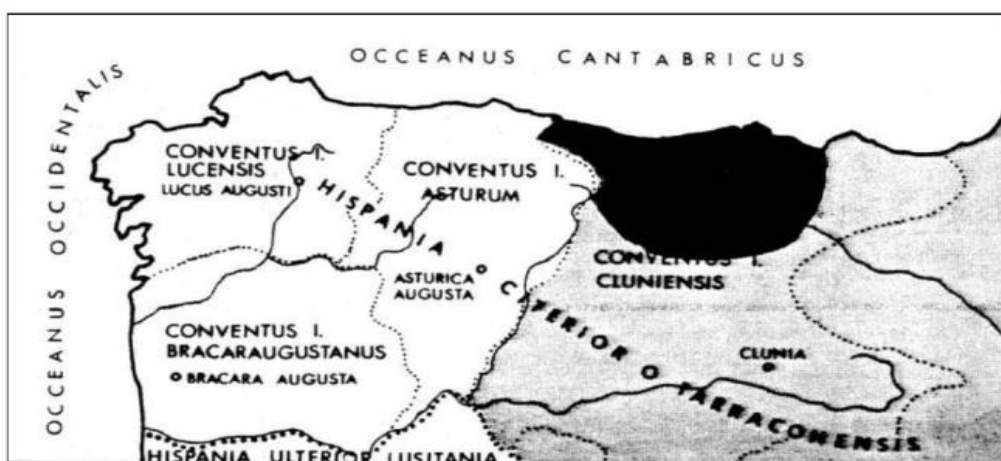 OCCEANUS CANTABRICUS
OCCEANUS OCCIDENTALIS
CONVENTUS I.
LUCENSIS
LUCUS AUGUSTI
CONVENTUS I.
ASTURUM
HISPANIA CITERIOR O TARRACONENSIS
ASTURICA
AUGUSTA
CONVENTUS I.
CLUNIENSIS
CLUNIA
CONVENTUS I.
BRACARAUGUSTANUS
BRACARA AUGUSTA
HISPANIA ULTERIOR LUSITANIA